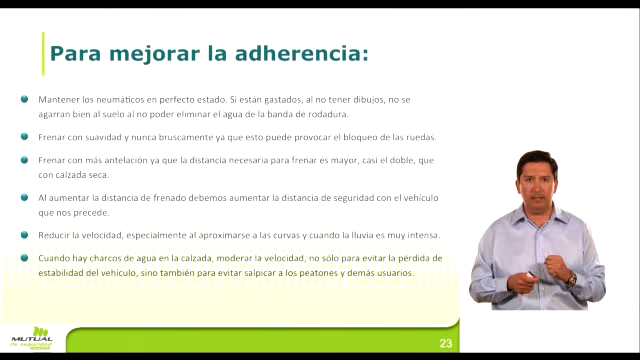 Para mejorar la adherencia:
Mantener los neumáticos en perfecto estado. Si están gastados, al no tener dibujos, no se
agarran bien al suelo al no poder eliminar el agua de la banda de rodadura.
Frenar con suavidad y nunca bruscamente ya que esto puede provocar el bloqueo de las ruedas.
Frenar con más antelación ya que la distancia necesaria para frenar es mayor, casi el doble, que
con calzada seca.
Al aumentar la distancia de frenado debemos aumentar la distancia de seguridad con el vehículo
que nos precede.
Reducir la velocidad, especialmente al aproximarse a las curvas y cuando la lluvia es muy intensa.
Cuando hay charcos de agua en la calzada, moderar la velocidad, no sólo para evitar la pérdida de
estabilidad del vehículo, sino también para evitar salpicar a los peatones y demás usuarios.
MUTUAL
de seguridad
23